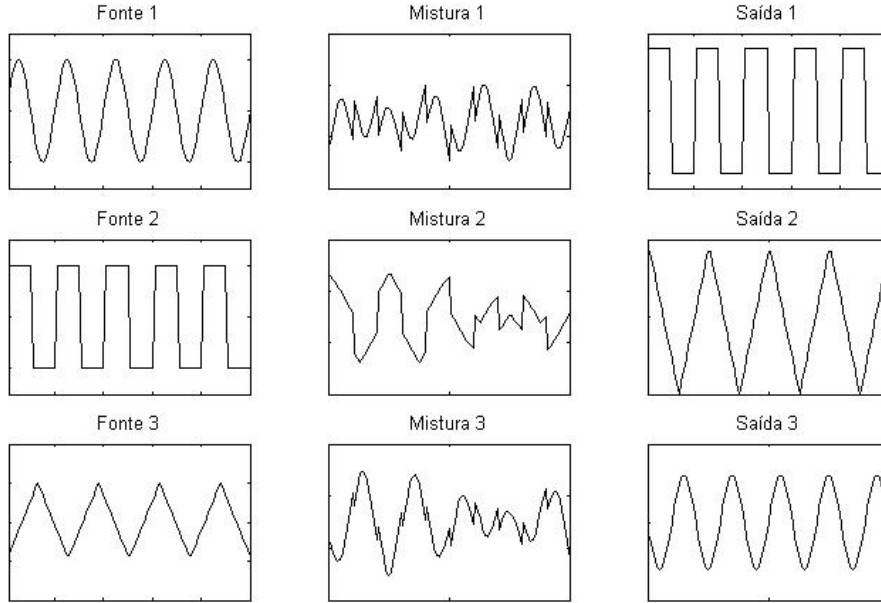 Fonte 1
Mistura 1
Saída 1
Fonte 2
Mistura 2
Saída 2
Fonte 3
Mistura 3
Saída 3